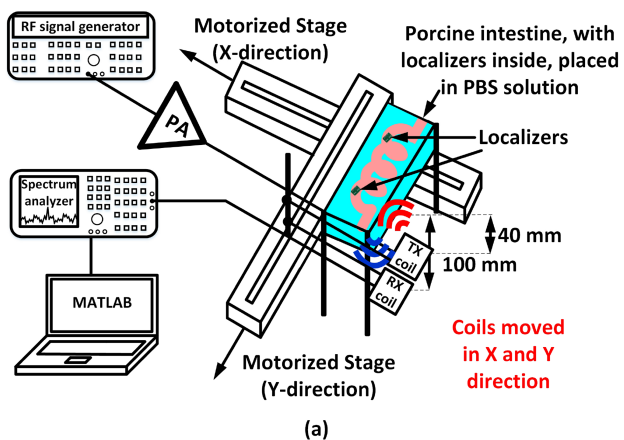 RF signal generator
Motorized Stage
(X-direction)
Porcine intestine, with
localizers inside, placed
in PBS solution
PA
Localizers
Spectrum
analyzer
40 mm
TX
coil
100 mm
RX
coil
MATLAB
Coils moved
in X and Y
direction
Motorized Stage
(Y-direction)
(a)